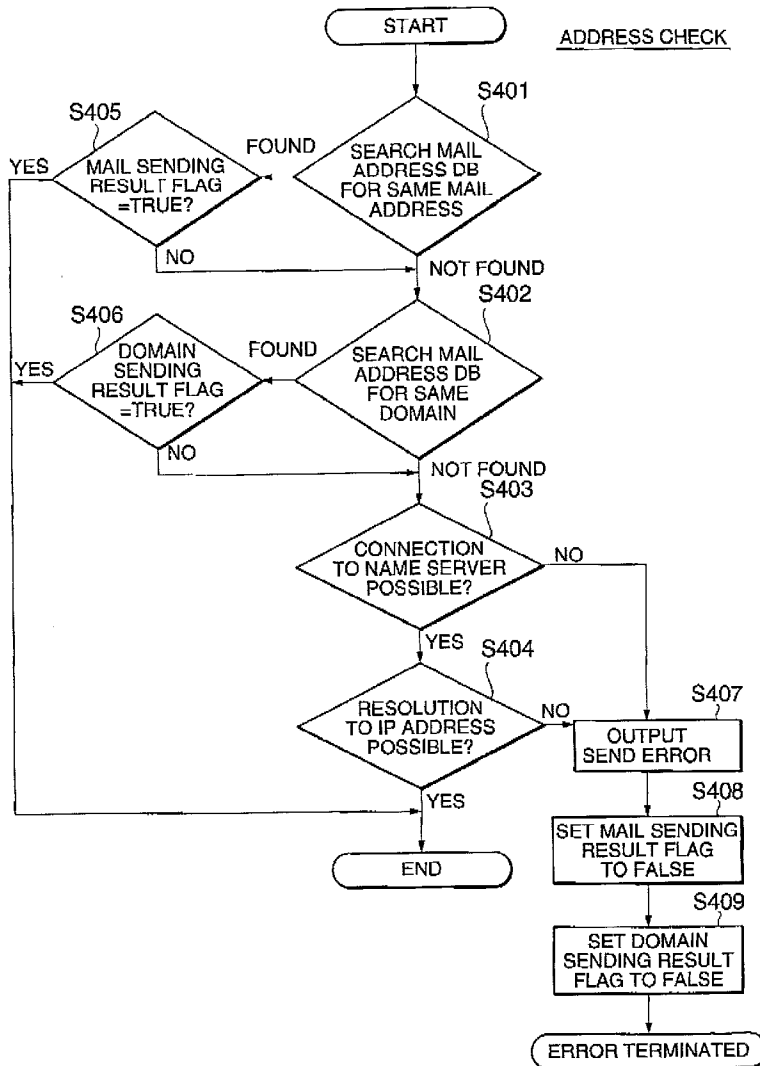 START
ADDRESS CHECK
S401
SEARCH MAIL
ADDRESS DB
FOR SAME MAIL
ADDRESS
FOUND
NOT FOUND
S405
MAIL SENDING
RESULT FLAG
=TRUE?
YES
NO
S402
SEARCH MAIL
ADDRESS DB
FOR SAME
DOMAIN
FOUND
NOT FOUND
S406
DOMAIN
SENDING
RESULT FLAG
=TRUE?
YES
NO
S403
CONNECTION
TO NAME SERVER
POSSIBLE?
NO
YES
S404
RESOLUTION
TO IP ADDRESS
POSSIBLE?
NO
YES
END
S407
OUTPUT
SEND ERROR
S408
SET MAIL SENDING
RESULT FLAG
TO FALSE
S409
SET DOMAIN
SENDING RESULT
FLAG TO FALSE
ERROR TERMINATED